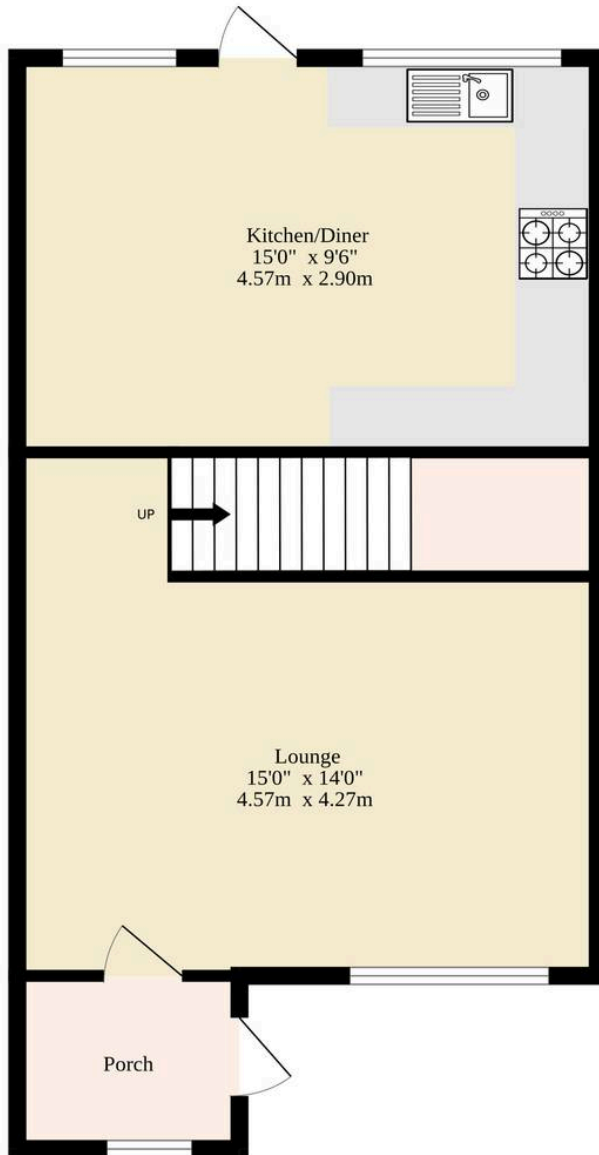 Kitchen/Diner
15'0" x 9'6"
4.57m x 2.90m
UP
Lounge
15'0" x 14'0"
4.57m x 4.27m
Porch